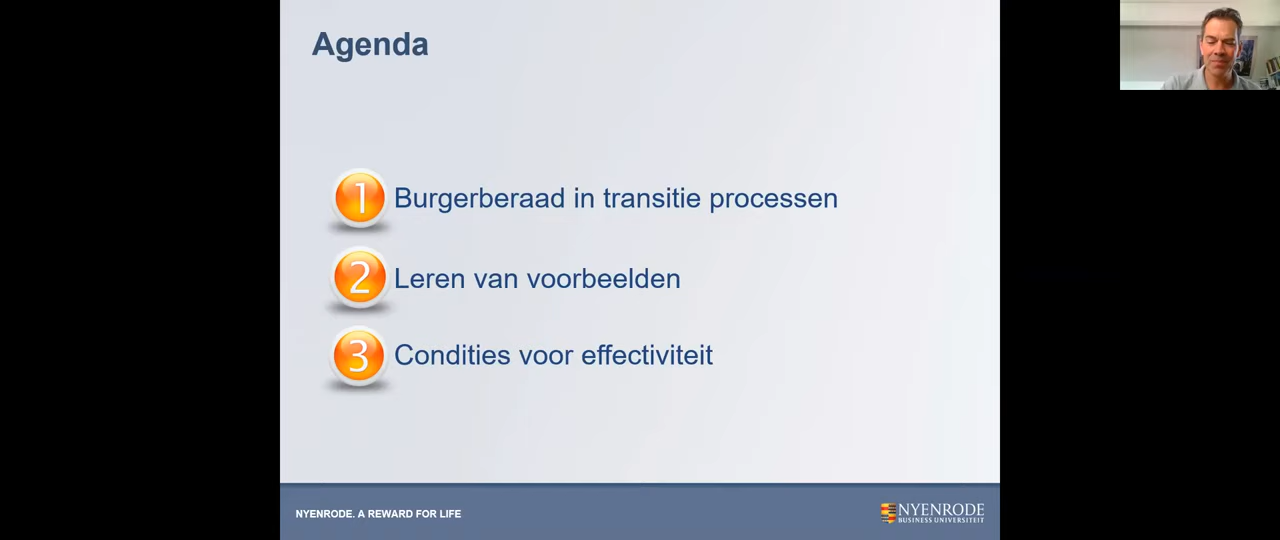 Agenda
1 Burgerberaad in transitie processen
2 Leren van voorbeelden
3 Condities voor effectiviteit
NYENRODE. A REWARD FOR LIFE
NYENRODE
BUSINESS UNIVERSITEIT